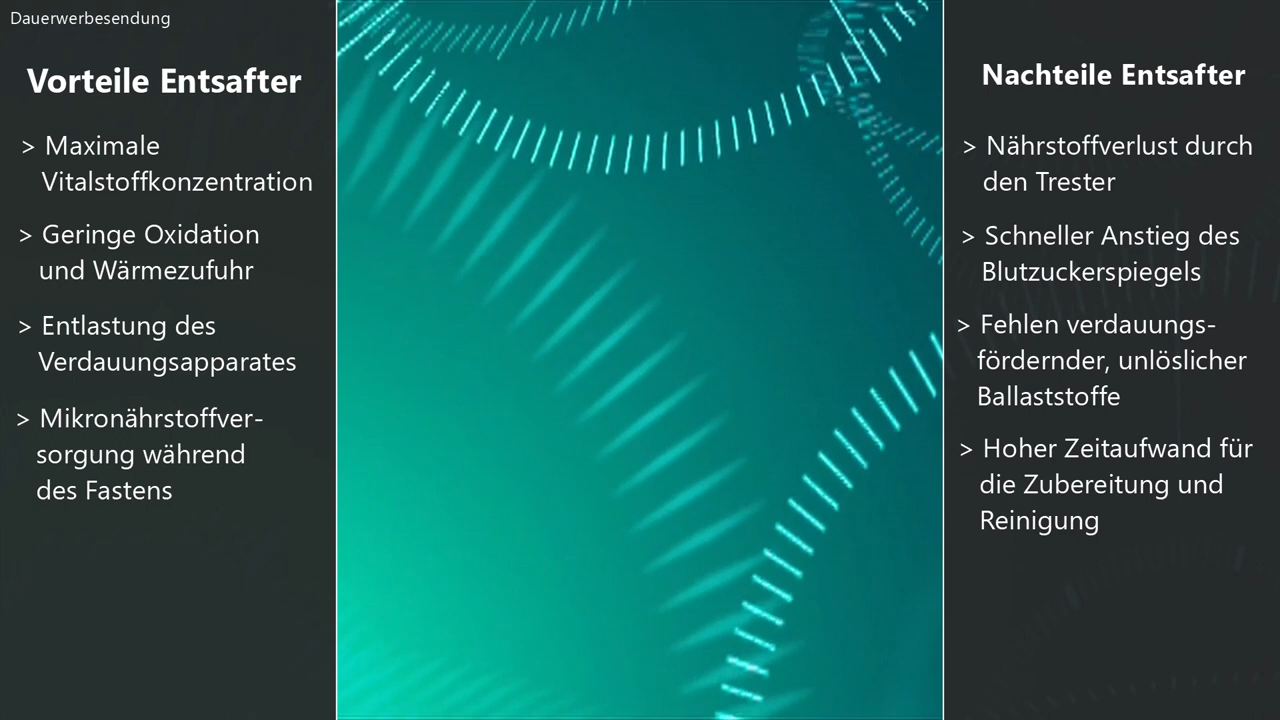 Dauerwerbesendung
Vorteile Entsafter
> Maximale
Vitalstoffkonzentration
> Geringe Oxidation
und Wärmezufuhr
> Entlastung des
Verdauungsapparates
> Mikronährstoffver-
sorgung während
des Fastens
Nachteile Entsafter
> Nährstoffverlust durch
den Trester
> Schneller Anstieg des
Blutzuckerspiegels
> Fehlen verdauungs-
fördernder, unlöslicher
Ballaststoffe
> Hoher Zeitaufwand für
die Zubereitung und
Reinigung